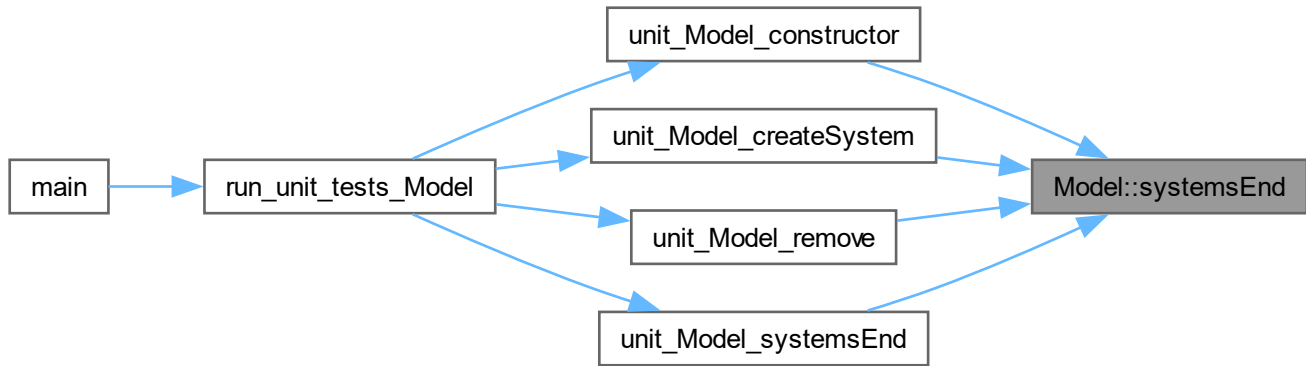 unit_Model_constructor
unit_Model_createSystem
main
run_unit_tests_Model
Model::systemsEnd
unit_Model_remove
unit_Model_systemsEnd